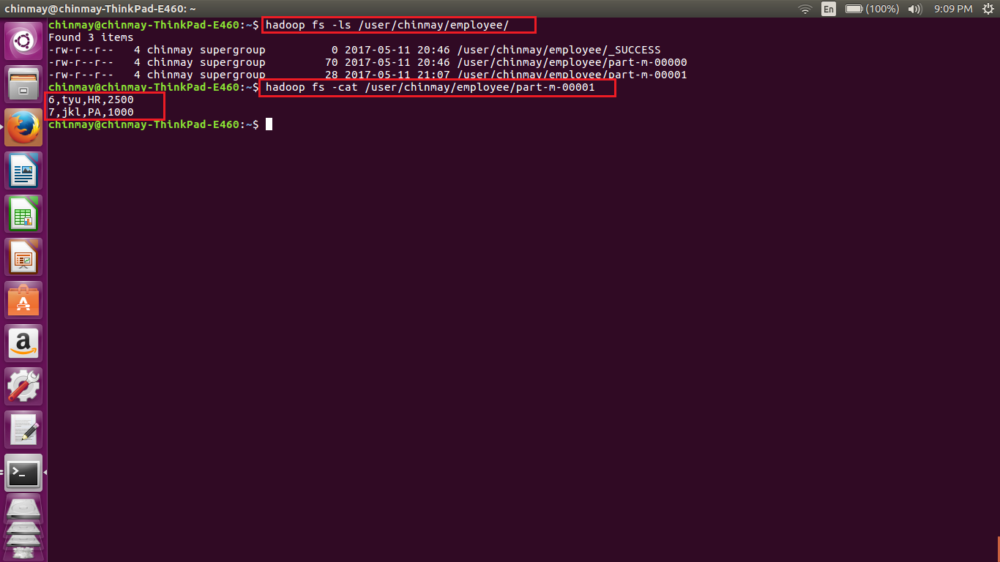 chinmay@chinmay-ThinkPad-E460: ~
En
(100%)
9:09 PM
chinmay@chinmay-ThinkPad-E460:~$ hadoop fs -ls /user/chinmay/employee/
Found 3 items
-rw-r--r--   4 chinmay supergroup          0 2017-05-11 20:46 /user/chinmay/employee/_SUCCESS
-rw-r--r--   4 chinmay supergroup         70 2017-05-11 20:46 /user/chinmay/employee/part-m-00000
-rw-r--r--   4 chinmay supergroup         28 2017-05-11 21:07 /user/chinmay/employee/part-m-00001
chinmay@chinmay-ThinkPad-E460:~$ hadoop fs -cat /user/chinmay/employee/part-m-00001
6,tyu,HR,2500
7,jkl,PA,1000
chinmay@chinmay-ThinkPad-E460:~$